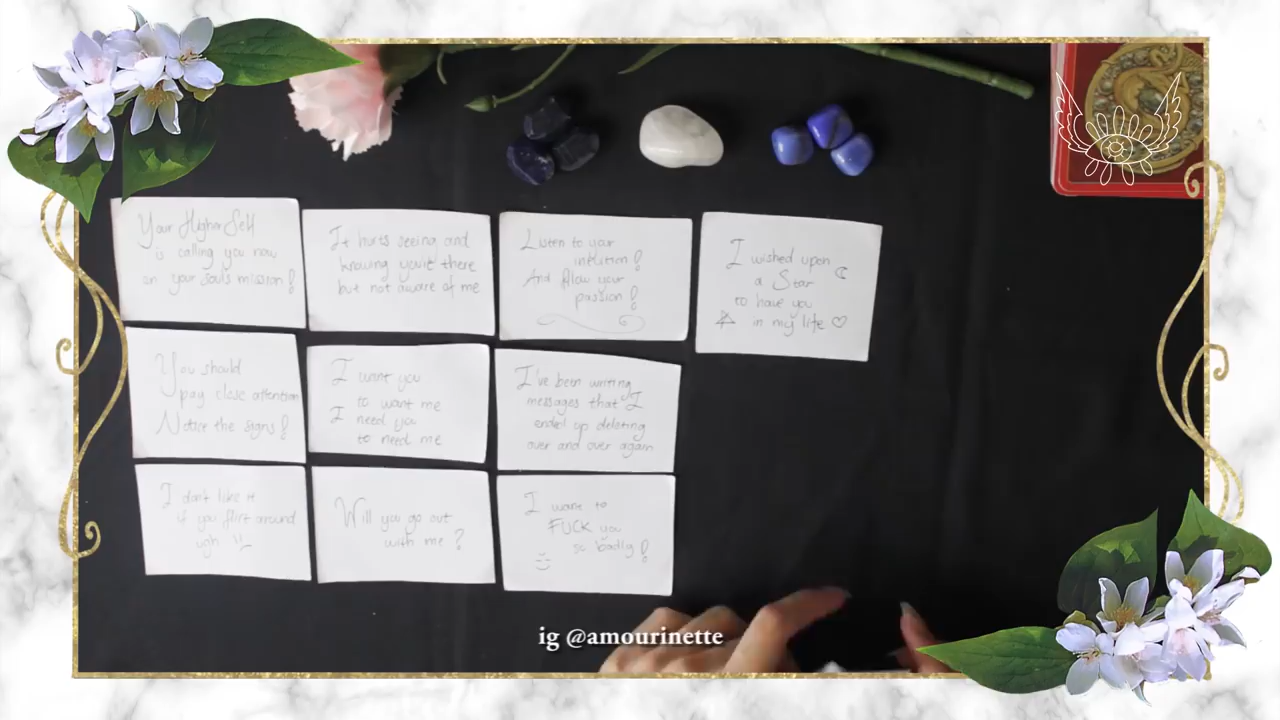 Your Higher Self
is calling you now
on your souls mission!
It hurts seeing and
knowing you're there
but not aware of me
Listen to your
intuition!
And follow your
passion!
I wished upon
a Star
to have you
in my life
You should
pay close attention
Notice the signs!
I want you
to want me
I need you
to need me
I've been writing
messages that I
ended up deleting
over and over again
I don't like it
if you flirt around
ugh
Will you go out
with me?
I want to
FUCK you
so badly!
ig @amourinette